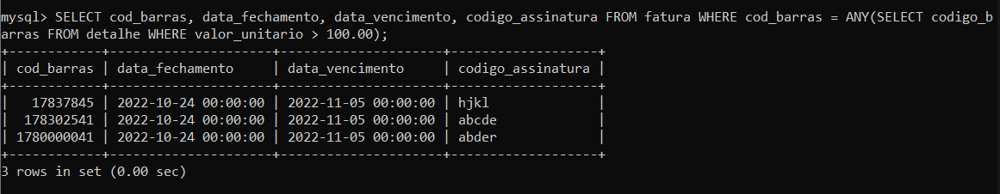 mysql> SELECT cod_barras, data_fechamento, data_vencimento, codigo_assinatura FROM fatura WHERE cod_barras = ANY(SELECT codigo_b
arras FROM detalhe WHERE valor_unitario > 100.00);
+------------+---------------------+---------------------+-------------------+
| cod_barras | data_fechamento     | data_vencimento     | codigo_assinatura |
+------------+---------------------+---------------------+-------------------+
|   17837845 | 2022-10-24 00:00:00 | 2022-11-05 00:00:00 | hjkl              |
|  178302541 | 2022-10-24 00:00:00 | 2022-11-05 00:00:00 | abcde             |
| 1780000041 | 2022-10-24 00:00:00 | 2022-11-05 00:00:00 | abder             |
+------------+---------------------+---------------------+-------------------+
3 rows in set (0.00 sec)